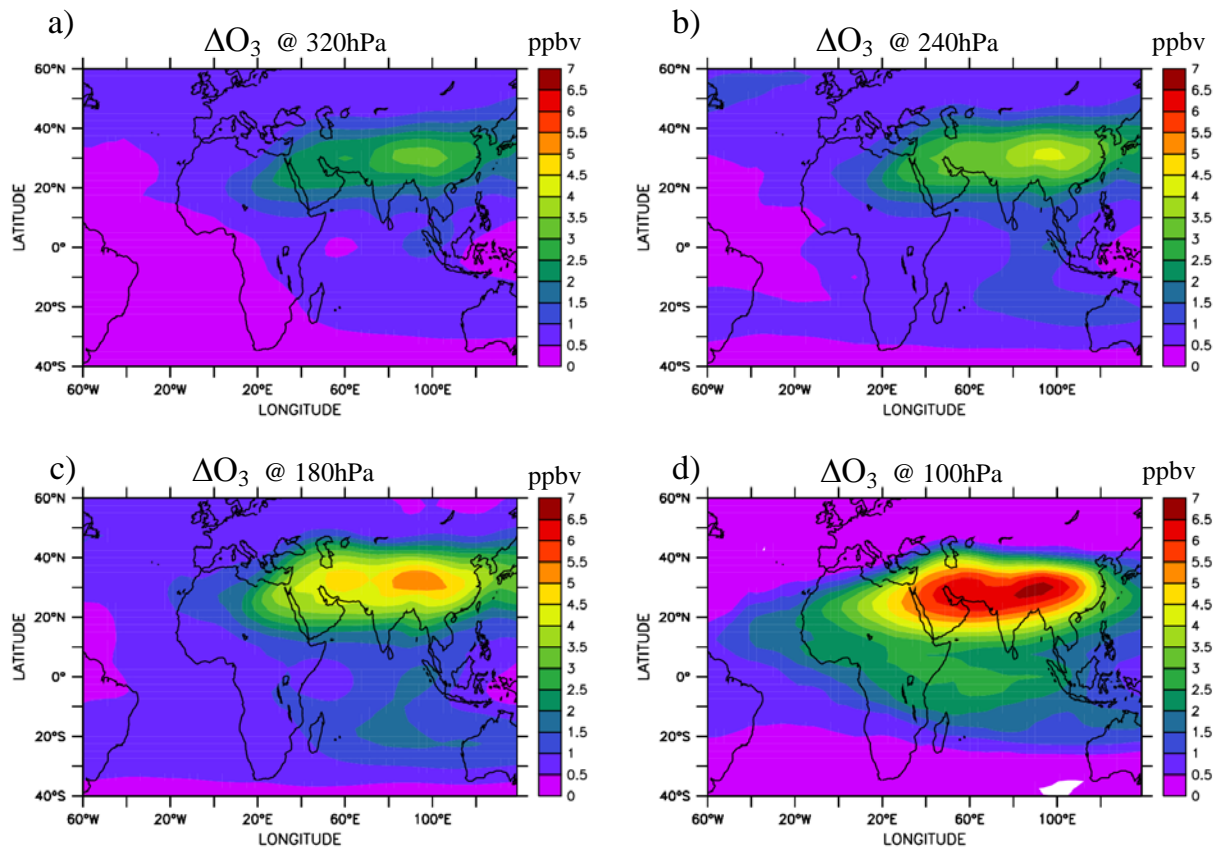 a)
ΔO₃ @ 320hPa ppbv
60°N
40°N
20°N
0°
20°S
40°S
LATITUDE
60°W 20°W 20°E 60°E 100°E
LONGITUDE
7
6.5
6
5.5
5
4.5
4
3.5
3
2.5
2
1.5
1
0.5
0
b)
ΔO₃ @ 240hPa ppbv
60°N
40°N
20°N
0°
20°S
40°S
LATITUDE
60°W 20°W 20°E 60°E 100°E
LONGITUDE
7
6.5
6
5.5
5
4.5
4
3.5
3
2.5
2
1.5
1
0.5
0
c)
ΔO₃ @ 180hPa ppbv
60°N
40°N
20°N
0°
20°S
40°S
LATITUDE
60°W 20°W 20°E 60°E 100°E
LONGITUDE
7
6.5
6
5.5
5
4.5
4
3.5
3
2.5
2
1.5
1
0.5
0
d)
ΔO₃ @ 100hPa ppbv
60°N
40°N
20°N
0°
20°S
40°S
LATITUDE
60°W 20°W 20°E 60°E 100°E
LONGITUDE
7
6.5
6
5.5
5
4.5
4
3.5
3
2.5
2
1.5
1
0.5
0